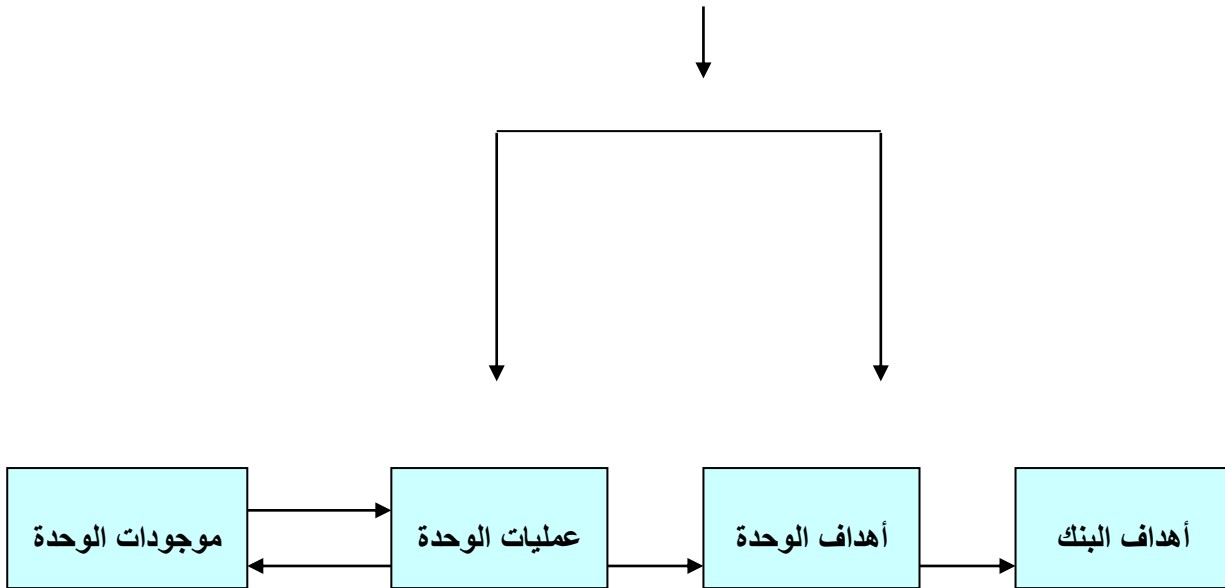 أهداف البنك
أهداف الوحدة
عمليات الوحدة
موجودات الوحدة